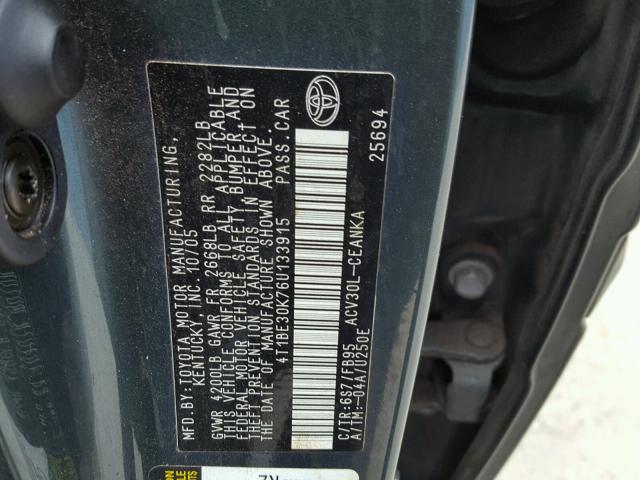 MFD.BY:TOYOTA MOTOR MANUFACTURING,
KENTUCKY, INC. 10/05
GVWR 4200LB GAWR FR 2668LB RR 2282LB
THIS VEHICLE CONFORMS TO ALL APPLICABLE
FEDERAL MOTOR VEHICLE SAFETY BUMPER, AND
THEFT PREVENTION STANDARDS IN EFFECT ON
THE DATE OF MANUFACTURE SHOWN ABOVE.
4T1BE30K76U133915 PASS.CAR
C/TR:6S7/FB95 ACV30L-CEANKA
A/TM:-04A/U250E
25694